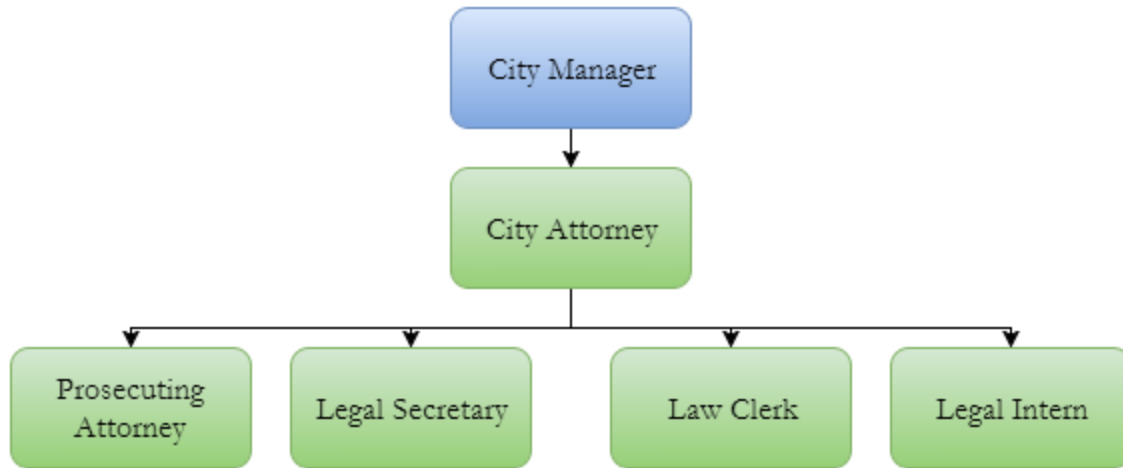 City Manager
City Attorney
Prosecuting
Attorney
Legal Secretary
Law Clerk
Legal Intern